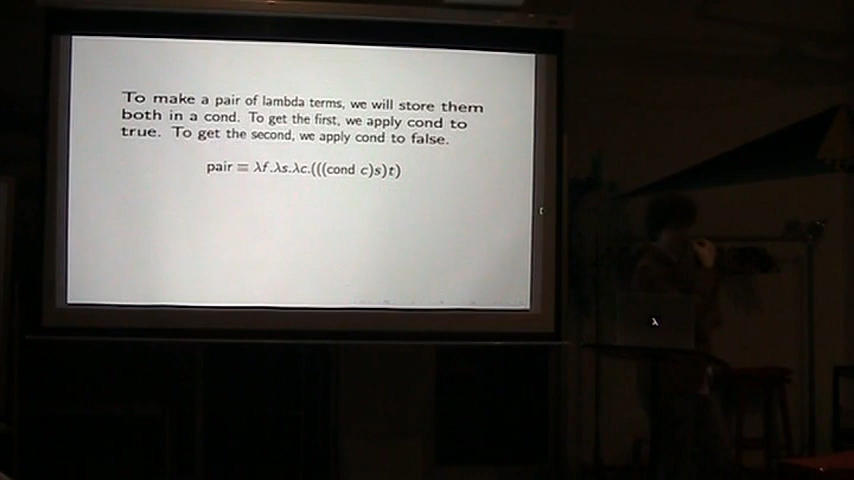 To make a pair of lambda terms, we will store them
both in a cond. To get the first, we apply cond to
true. To get the second, we apply cond to false.
pair ≡ λf.λs.λc.(((cond c)s)t)
λ